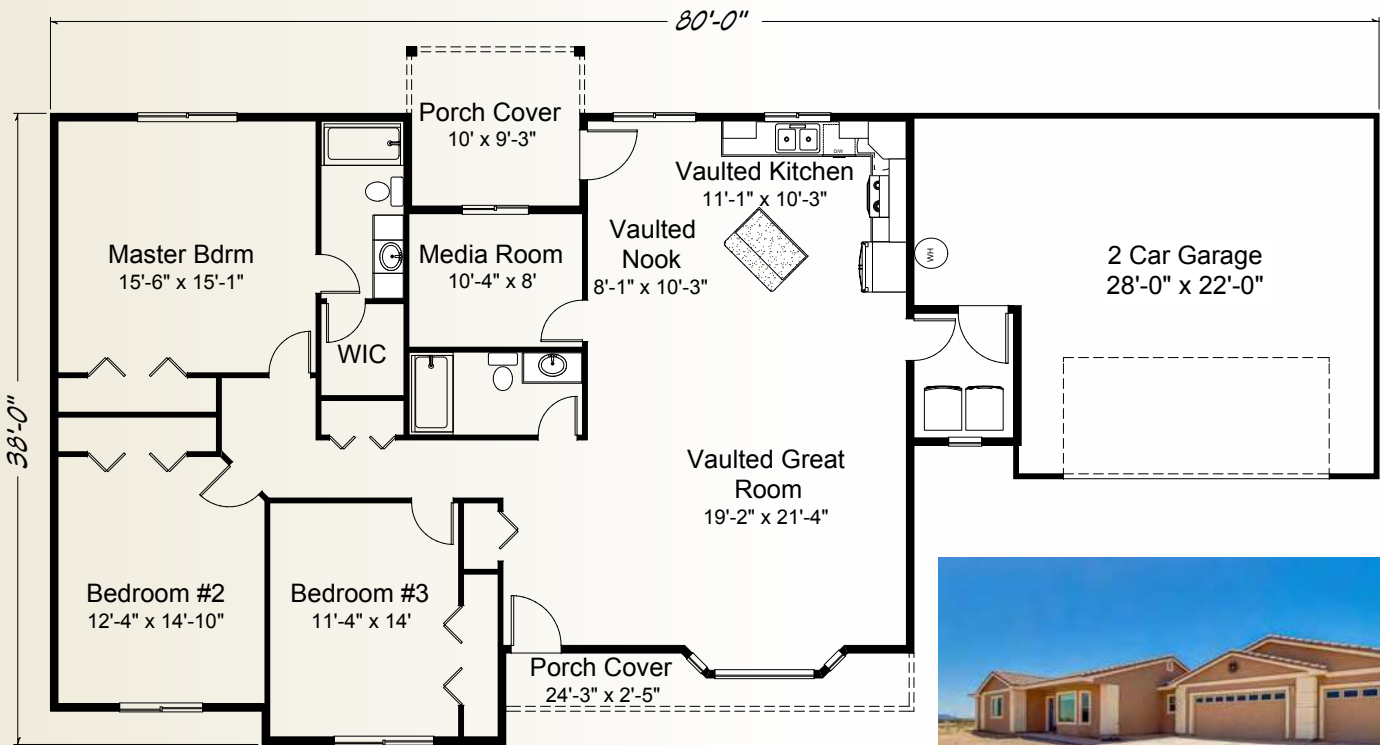 80'-0"
Porch Cover
10' x 9'-3"
Vaulted Kitchen
11'-1" x 10'-3"
D/W
Master Bdrm
15'-6" x 15'-1"
Media Room
10'-4" x 8'
Vaulted
Nook
8'-1" x 10'-3"
WH
2 Car Garage
28'-0" x 22'-0"
WIC
38'-0"
Vaulted Great
Room
19'-2" x 21'-4"
Bedroom #2
12'-4" x 14'-10"
Bedroom #3
11'-4" x 14'
Porch Cover
24'-3" x 2'-5"